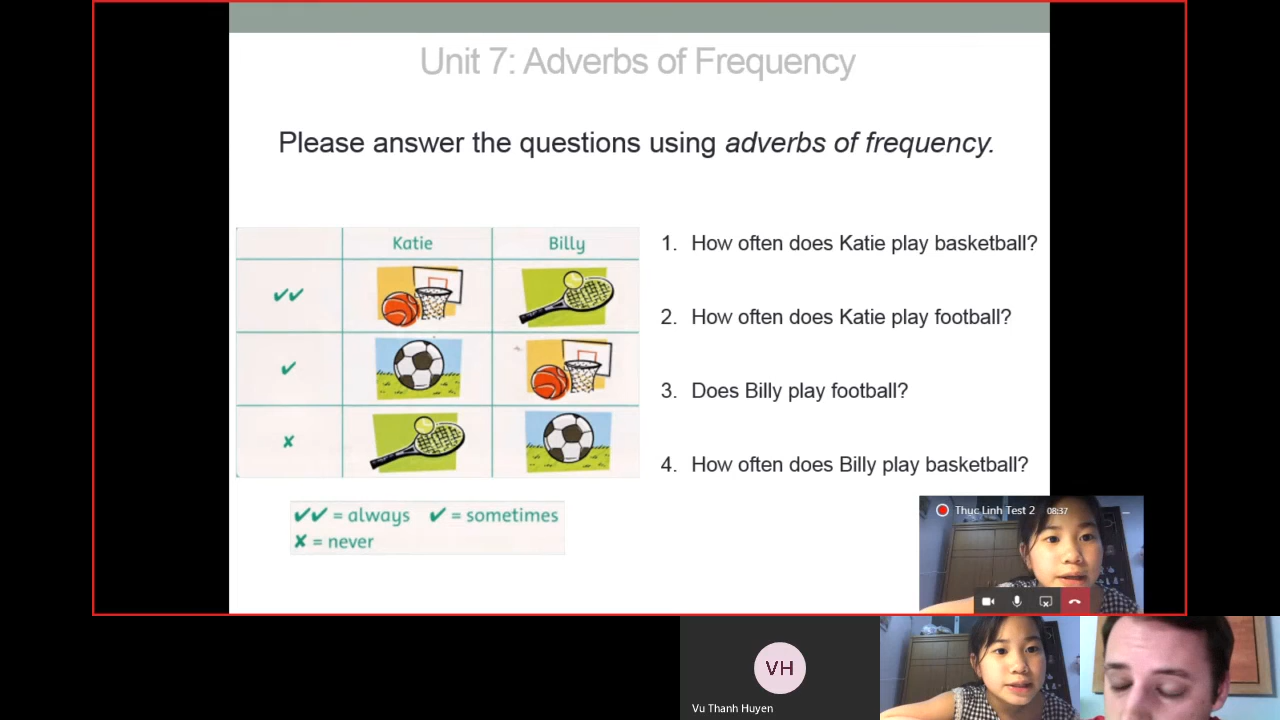 Unit 7: Adverbs of Frequency
Please answer the questions using adverbs of frequency.
Katie Billy
✔✔
✔
✘
✔✔ = always ✔ = sometimes
✘ = never
1. How often does Katie play basketball?
2. How often does Katie play football?
3. Does Billy play football?
4. How often does Billy play basketball?
Thục Linh Test 2 08:37
VH
Vu Thanh Huyen